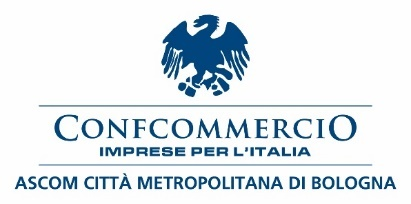 CONFCOMMERCIO
IMPRESE PER L'ITALIA
ASCOM CITTÀ METROPOLITANA DI BOLOGNA